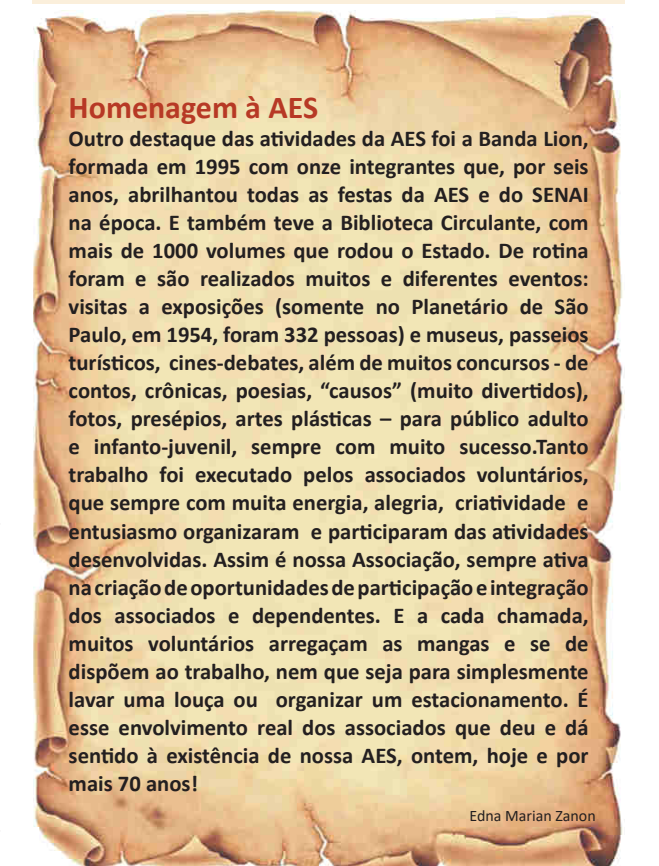 Homenagem à AES
Outro destaque das atividades da AES foi a Banda Lion,
formada em 1995 com onze integrantes que, por seis
anos, abrilhantou todas as festas da AES e do SENAI
na época. E também teve a Biblioteca Circulante, com
mais de 1000 volumes que rodou o Estado. De rotina
foram e são realizados muitos e diferentes eventos:
visitas a exposições (somente no Planetário de São
Paulo, em 1954, foram 332 pessoas) e museus, passeios
turísticos, cines-debates, além de muitos concursos - de
contos, crônicas, poesias, “causos” (muito divertidos),
fotos, presépios, artes plásticas – para público adulto
e infanto-juvenil, sempre com muito sucesso.Tanto
trabalho foi executado pelos associados voluntários,
que sempre com muita energia, alegria, criatividade e
entusiasmo organizaram e participaram das atividades
desenvolvidas. Assim é nossa Associação, sempre ativa
na criação de oportunidades de participação e integração
dos associados e dependentes. E a cada chamada,
muitos voluntários arregaçam as mangas e se de
dispõem ao trabalho, nem que seja para simplesmente
lavar uma louça ou organizar um estacionamento. É
esse envolvimento real dos associados que deu e dá
sentido à existência de nossa AES, ontem, hoje e por
mais 70 anos!
Edna Marian Zanon